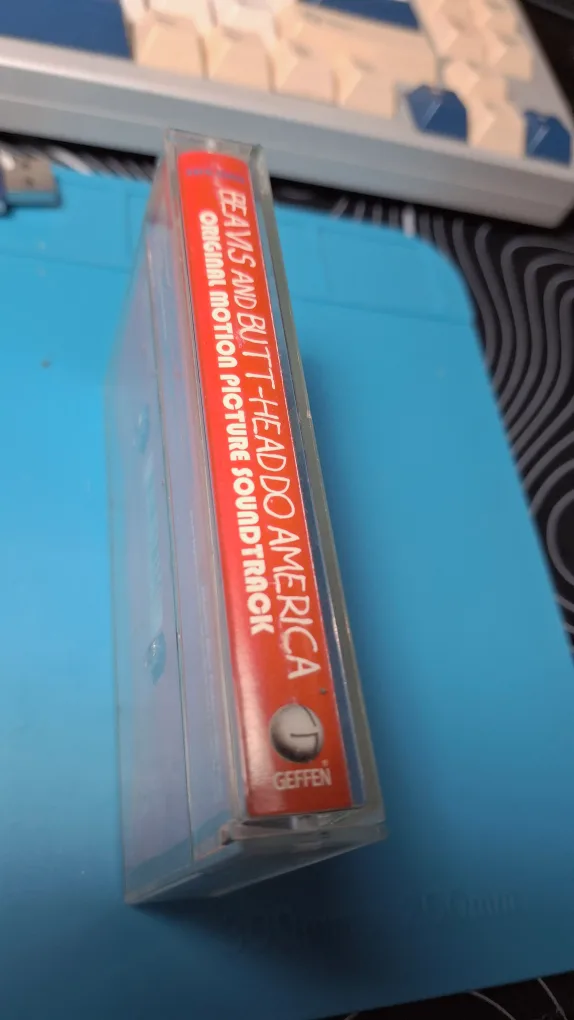 BEAVIS AND BUTT-HEAD DO AMERICA
ORIGINAL MOTION PICTURE SOUNDTRACK
GEFFEN